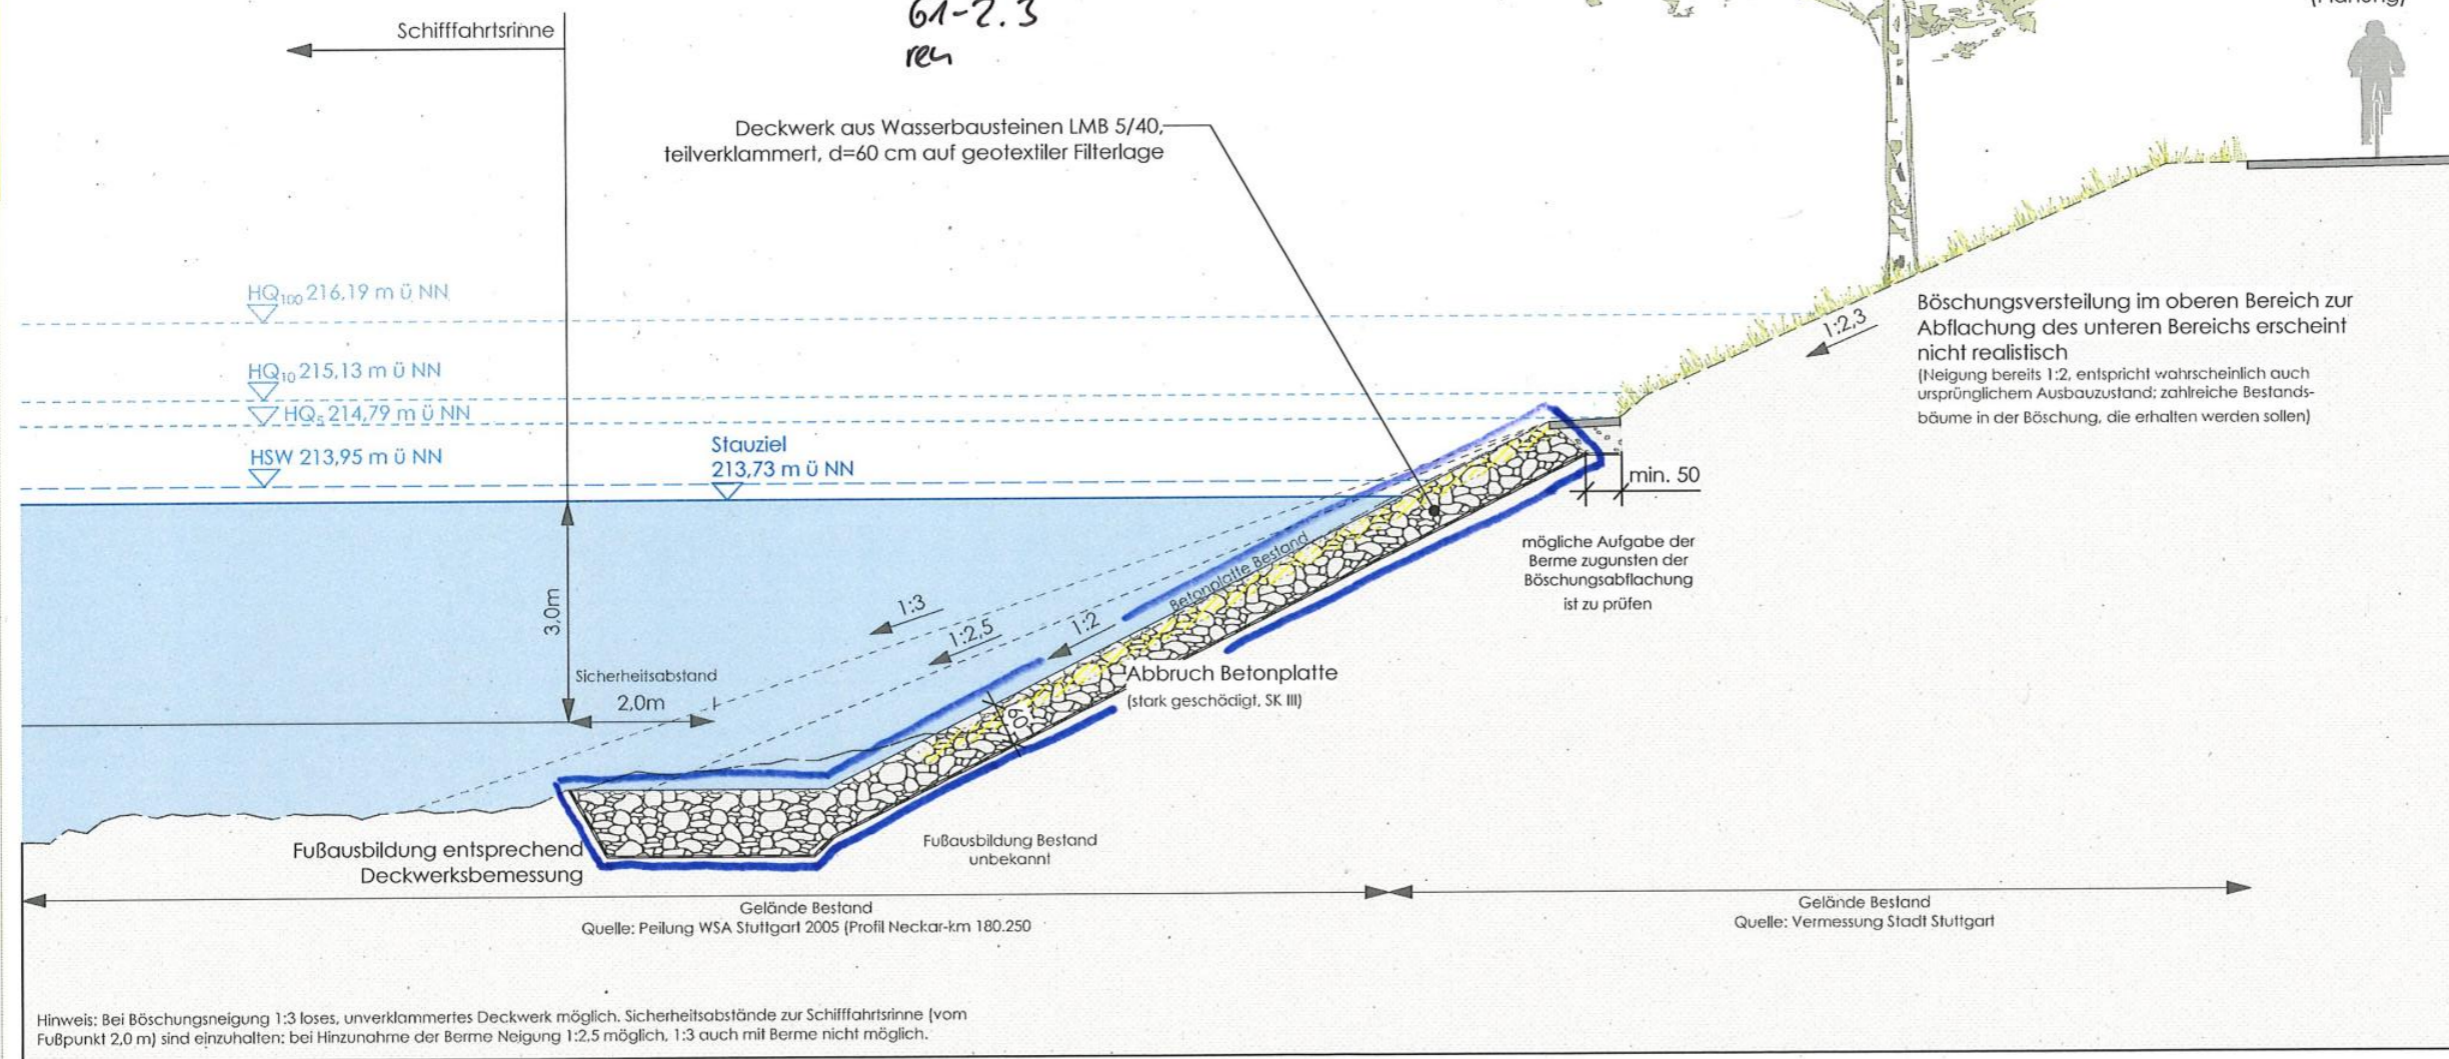 61-2.3
ren
(Planung)
Schifffahrtsrinne
Deckwerk aus Wasserbausteinen LMB 5/40,
teilverklammert, d=60 cm auf geotextiler Filterlage
HQ100 216,19 m ü NN
HQ10 215,13 m ü NN
HQ5 214,79 m ü NN
HSW 213,95 m ü NN
Stauziel
213,73 m ü NN
1:2,3
Böschungsversteilung im oberen Bereich zur
Abflachung des unteren Bereichs erscheint
nicht realistisch
(Neigung bereits 1:2, entspricht wahrscheinlich auch
ursprünglichem Ausbauzustand; zahlreiche Bestands-
bäume in der Böschung, die erhalten werden sollen)
min. 50
mögliche Aufgabe der
Berme zugunsten der
Böschungsabflachung
ist zu prüfen
Betonplatte Bestand
3,0m
1:3
1:2,5
1:2
Sicherheitsabstand
2,0m
Abbruch Betonplatte
(stark geschädigt, SK III)
60
Fußausbildung entsprechend
Deckwerksbemessung
Fußausbildung Bestand
unbekannt
Gelände Bestand
Quelle: Peilung WSA Stuttgart 2005 (Profil Neckar-km 180.250
Gelände Bestand
Quelle: Vermessung Stadt Stuttgart
Hinweis: Bei Böschungsneigung 1:3 loses, unverklammertes Deckwerk möglich. Sicherheitsabstände zur Schifffahrtsrinne (vom
Fußpunkt 2,0 m) sind einzuhalten: bei Hinzunahme der Berme Neigung 1:2,5 möglich, 1:3 auch mit Berme nicht möglich.